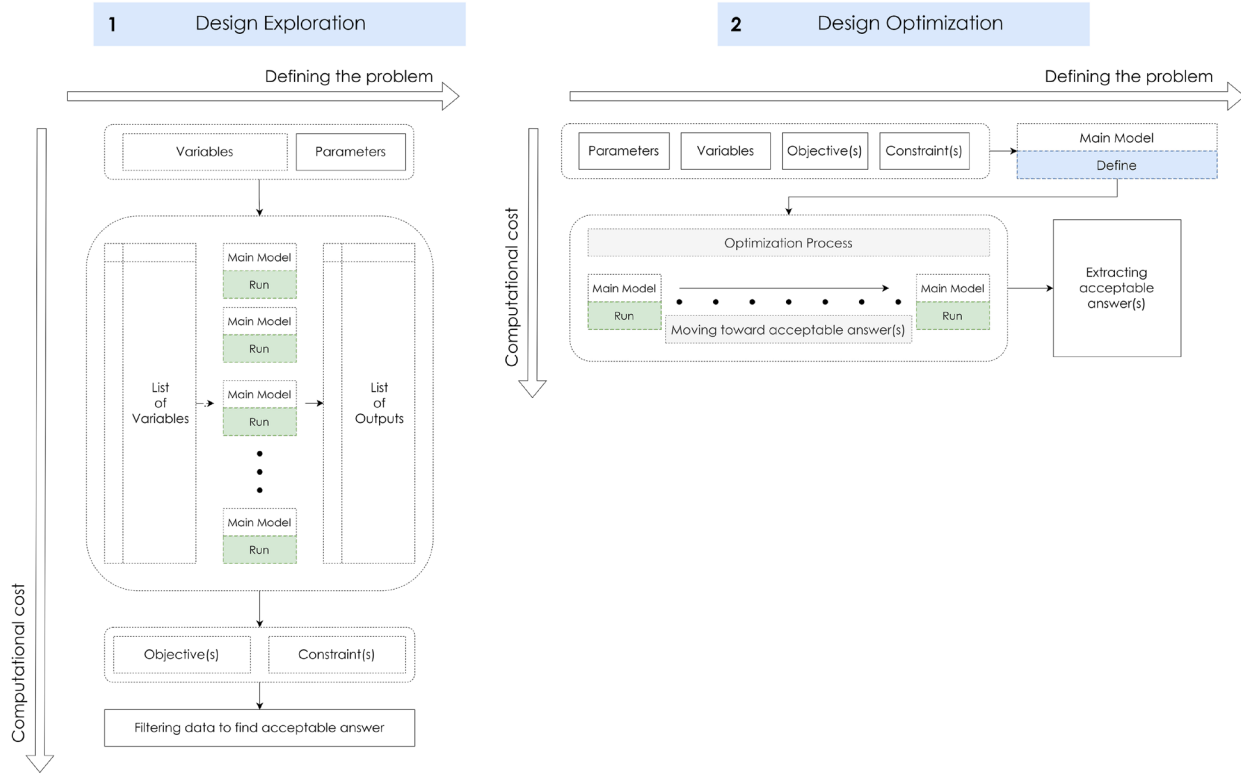 1 Design Exploration
Defining the problem
Computational cost
Variables
Parameters
List
of
Variables
Main Model
Run
Main Model
Run
Main Model
Run
Main Model
Run
List
of
Outputs
Objective(s)
Constraint(s)
Filtering data to find acceptable answer
2 Design Optimization
Defining the problem
Computational cost
Parameters
Variables
Objective(s)
Constraint(s)
Main Model
Define
Optimization Process
Main Model
Run
Moving toward acceptable answer(s)
Main Model
Run
Extracting
acceptable
answer(s)